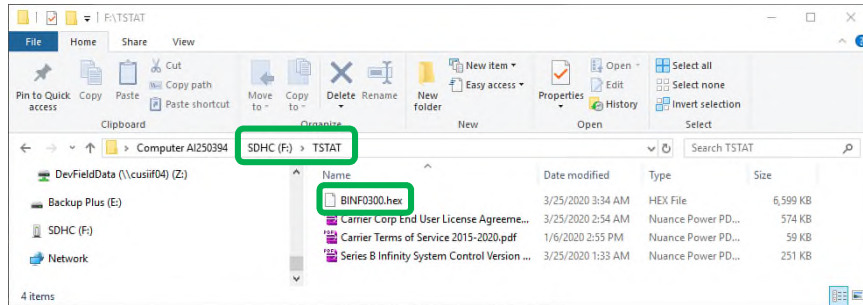 F:\TSTAT
File Home Share View
Pin to Quick access
Copy
Paste
Cut
Copy path
Paste shortcut
Move to
Copy to
Delete
Rename
New folder
New item
Easy access
Properties
Open
Edit
History
Select all
Select none
Invert selection
Clipboard Organize New Open Select
Computer AI250394 SDHC (F:) > TSTAT Search TSTAT
Name Date modified Type Size
DevFieldData (\\cusiif04) (Z:)
Backup Plus (E:)
SDHC (F:)
Network
BINF0300.hex 3/25/2020 3:34 AM HEX File 6,599 KB
Carrier Corp End User License Agreeme... 3/25/2020 2:54 AM Nuance Power PD... 574 KB
Carrier Terms of Service 2015-2020.pdf 1/6/2020 2:55 PM Nuance Power PD... 59 KB
Series B Infinity System Control Version ... 3/25/2020 1:33 AM Nuance Power PD... 251 KB
4 items